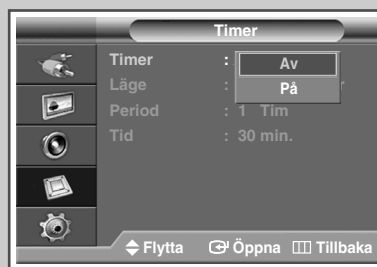 Timer
Timer : Av
Läge : På
Period : 1 Tim
Tid : 30 min.
Flytta Öppna Tillbaka